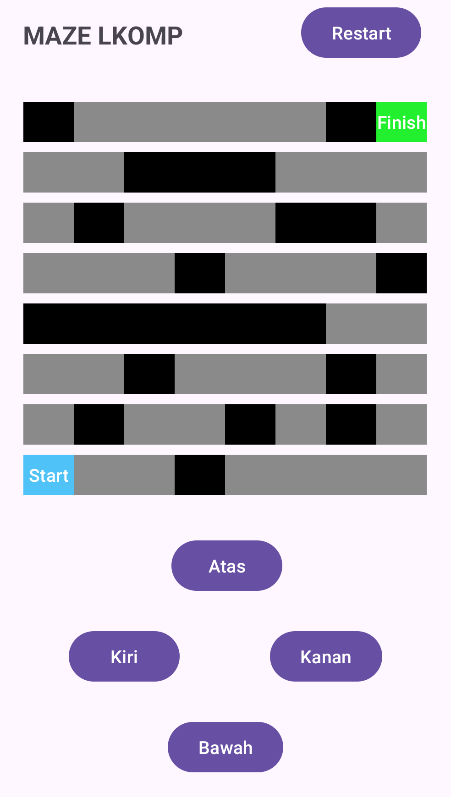 MAZE LKOMP
Restart
Finish
Start
Atas
Kiri
Kanan
Bawah